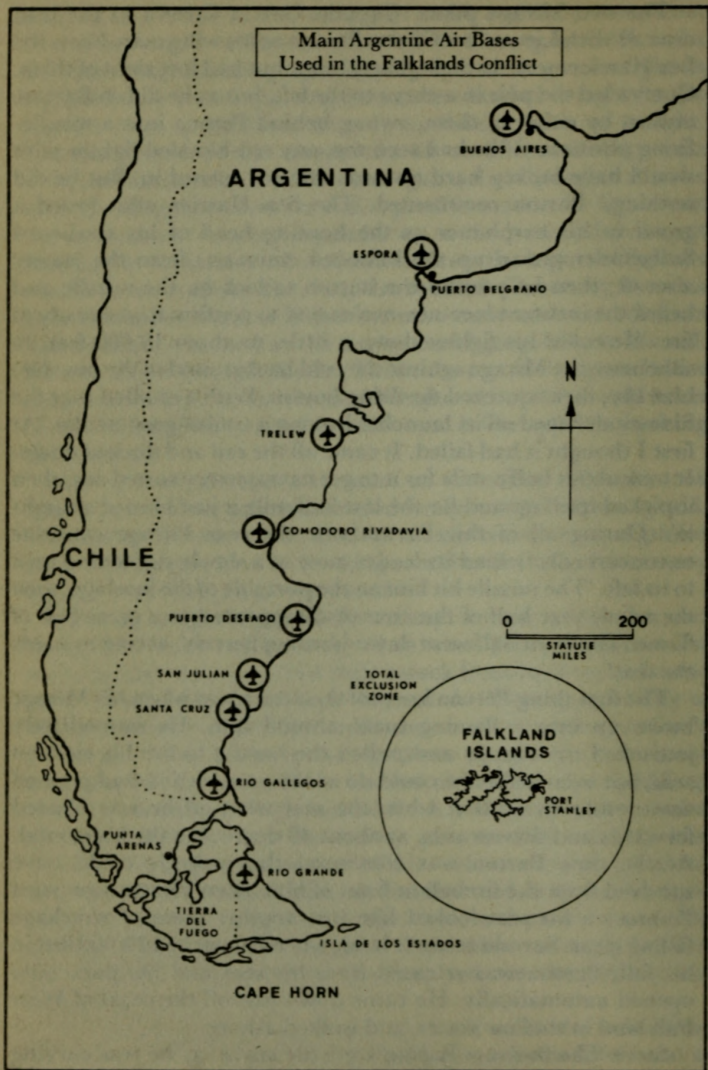 Main Argentine Air Bases
Used in the Falklands Conflict
BUENOS AIRES
ARGENTINA
ESPORA
PUERTO BELGRANO
N
TRELEW
COMODORO RIVADAVIA
CHILE
PUERTO DESEADO
0 200
STATUTE
MILES
SAN JULIAN
TOTAL
EXCLUSION
ZONE
SANTA CRUZ
FALKLAND
ISLANDS
PORT
STANLEY
RIO GALLEGOS
PUNTA
ARENAS
RIO GRANDE
TIERRA
DEL
FUEGO
ISLA DE LOS ESTADOS
CAPE HORN